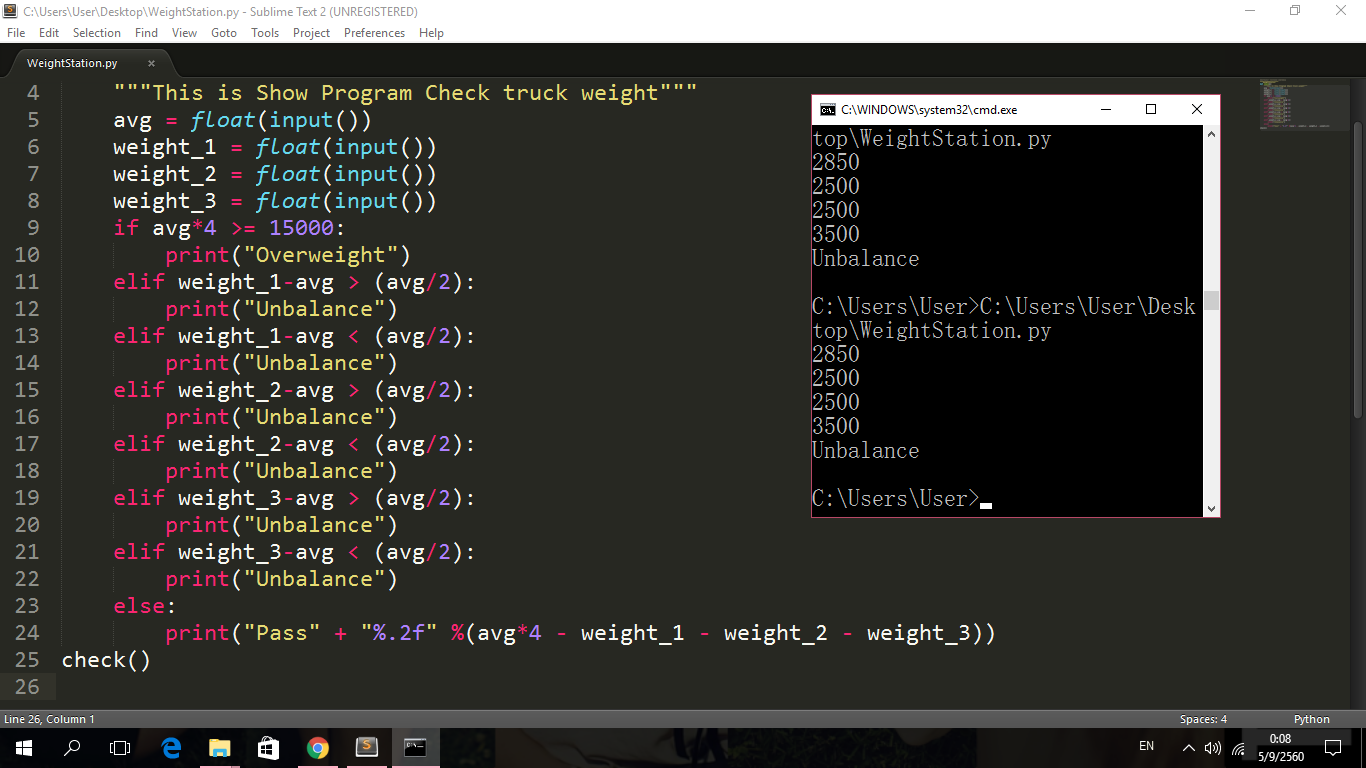 C:\Users\User\Desktop\WeightStation.py - Sublime Text 2 (UNREGISTERED)
File Edit Selection Find View Goto Tools Project Preferences Help
WeightStation.py ×
4 """This is Show Program Check truck weight"""
5 avg = float(input())
6 weight_1 = float(input())
7 weight_2 = float(input())
8 weight_3 = float(input())
9 if avg*4 >= 15000:
10 print("Overweight")
11 elif weight_1-avg > (avg/2):
12 print("Unbalance")
13 elif weight_1-avg < (avg/2):
14 print("Unbalance")
15 elif weight_2-avg > (avg/2):
16 print("Unbalance")
17 elif weight_2-avg < (avg/2):
18 print("Unbalance")
19 elif weight_3-avg > (avg/2):
20 print("Unbalance")
21 elif weight_3-avg < (avg/2):
22 print("Unbalance")
23 else:
24 print("Pass" + "%.2f" %(avg*4 - weight_1 - weight_2 - weight_3))
25 check()
26
C:\WINDOWS\system32\cmd.exe
top\WeightStation.py
2850
2500
2500
3500
Unbalance
C:\Users\User>C:\Users\User\Desk
top\WeightStation.py
2850
2500
2500
3500
Unbalance
C:\Users\User>
Line 26, Column 1
Spaces: 4
Python
EN
0:08
5/9/2560